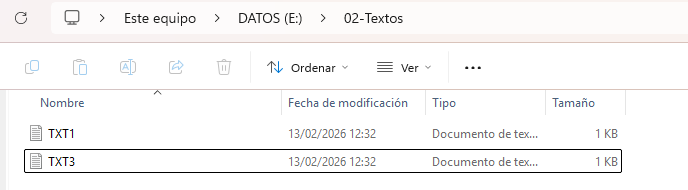 Este equipo > DATOS (E:) > 02-Textos
Ordenar Ver ...
Nombre Fecha de modificación Tipo Tamaño
TXT1 13/02/2026 12:32 Documento de tex... 1 KB
TXT3 13/02/2026 12:32 Documento de tex... 1 KB